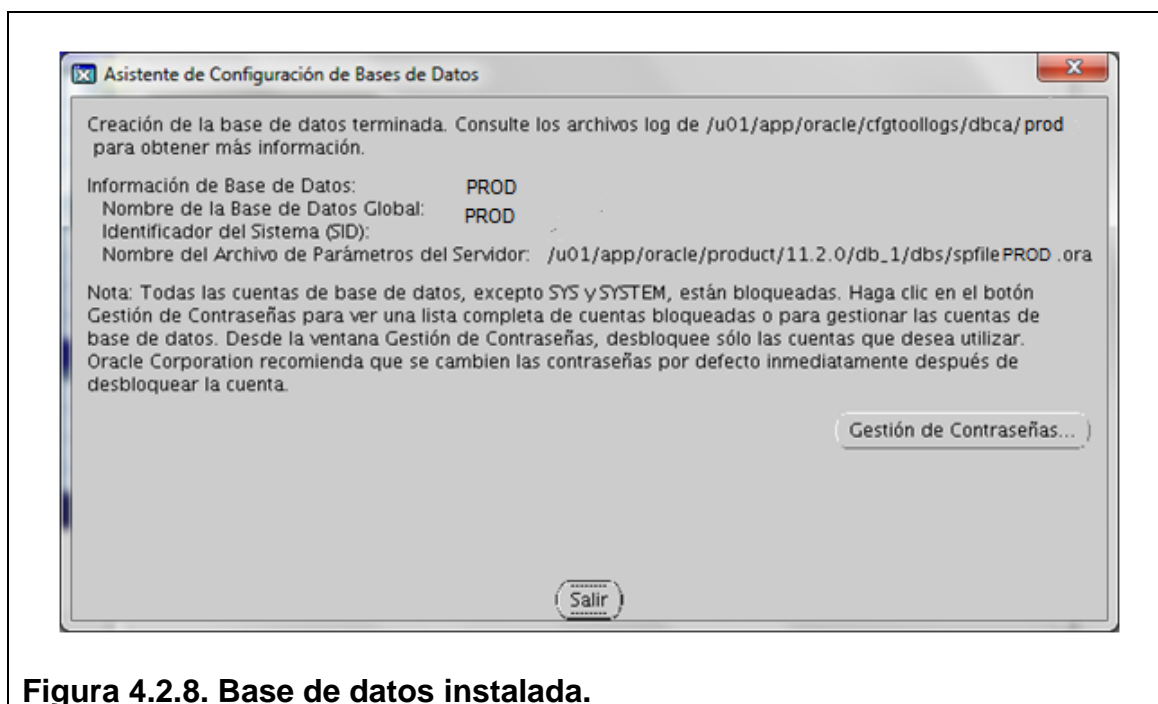 Asistente de Configuración de Bases de Datos
Creación de la base de datos terminada. Consulte los archivos log de /u01/app/oracle/cfgtoollogs/dbca/ prod
para obtener más información.
Información de Base de Datos: PROD
Nombre de la Base de Datos Global: PROD
Identificador del Sistema (SID):
Nombre del Archivo de Parámetros del Servidor: /u01/app/oracle/product/11.2.0/db_1/dbs/spfile PROD .ora
Nota: Todas las cuentas de base de datos, excepto SYS y SYSTEM, están bloqueadas. Haga clic en el botón
Gestión de Contraseñas para ver una lista completa de cuentas bloqueadas o para gestionar las cuentas de
base de datos. Desde la ventana Gestión de Contraseñas, desbloquee sólo las cuentas que desea utilizar.
Oracle Corporation recomienda que se cambien las contraseñas por defecto inmediatamente después de
desbloquear la cuenta.
Gestión de Contraseñas...
Salir
Figura 4.2.8. Base de datos instalada.